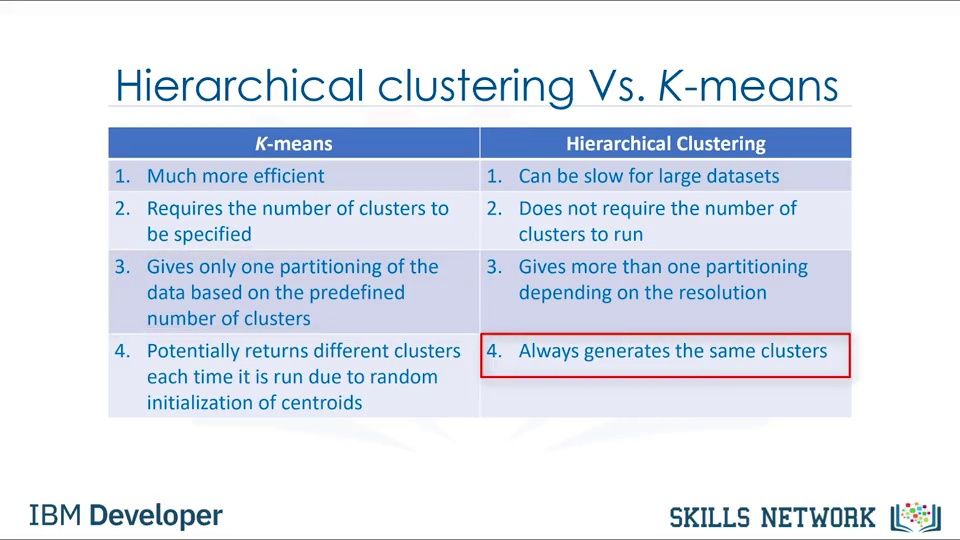 Hierarchical clustering Vs. K-means
K-means
Hierarchical Clustering
1. Much more efficient
1. Can be slow for large datasets
2. Requires the number of clusters to
be specified
2. Does not require the number of
clusters to run
3. Gives only one partitioning of the
data based on the predefined
number of clusters
3. Gives more than one partitioning
depending on the resolution
4. Potentially returns different clusters
each time it is run due to random
initialization of centroids
4. Always generates the same clusters
IBM Developer
SKILLS NETWORK